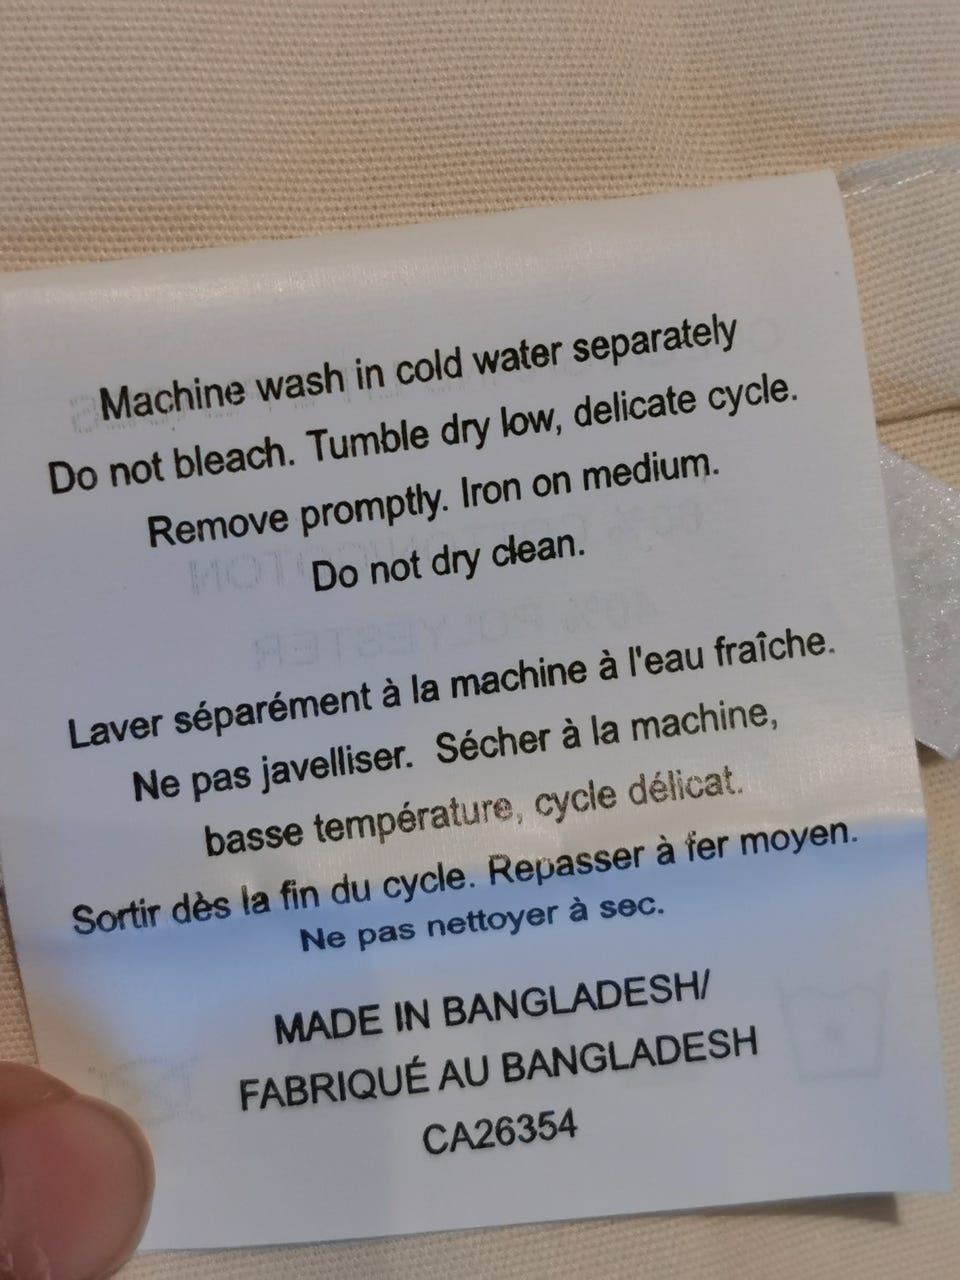 Machine wash in cold water separately
Do not bleach. Tumble dry low, delicate cycle.
Remove promptly. Iron on medium.
Do not dry clean.
Laver séparément à la machine à l'eau fraîche.
Ne pas javelliser. Sécher à la machine,
basse température, cycle délicat.
Sortir dès la fin du cycle. Repasser à fer moyen.
Ne pas nettoyer à sec.
MADE IN BANGLADESH/
FABRIQUÉ AU BANGLADESH
CA26354